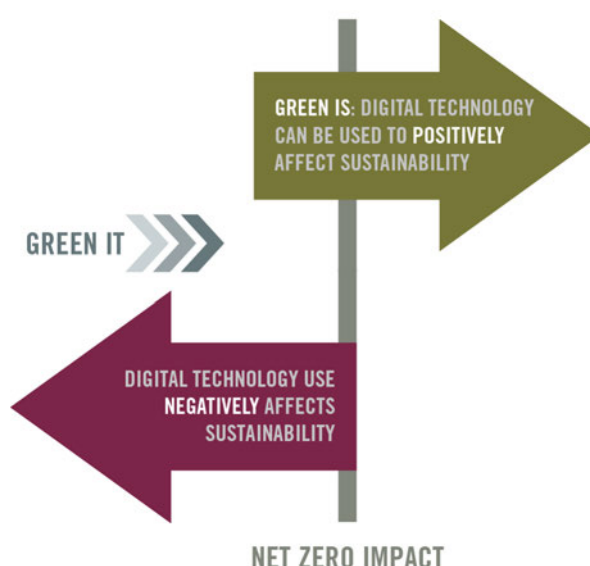 GREEN IS: DIGITAL TECHNOLOGY
CAN BE USED TO POSITIVELY
AFFECT SUSTAINABILITY
GREEN IT
DIGITAL TECHNOLOGY USE
NEGATIVELY AFFECTS
SUSTAINABILITY
NET ZERO IMPACT